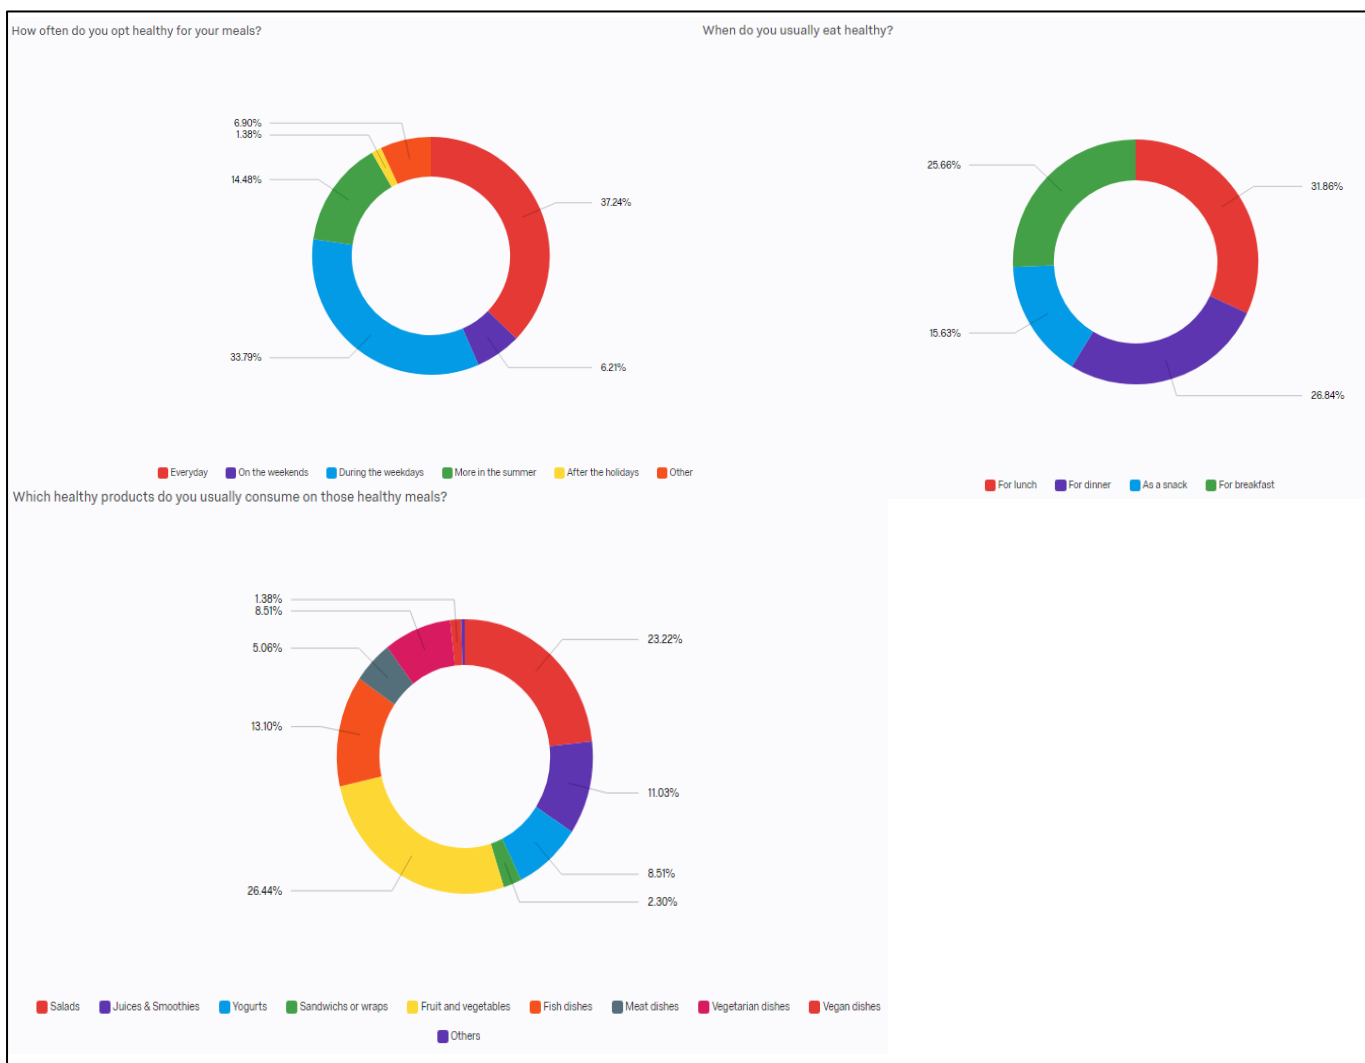 How often do you opt healthy for your meals?
6.90%
1.38%
14.48%
37.24%
33.79%
6.21%
Everyday On the weekends During the weekdays More in the summer After the holidays Other
When do you usually eat healthy?
25.66%
31.86%
15.63%
26.84%
For lunch For dinner As a snack For breakfast
Which healthy products do you usually consume on those healthy meals?
1.38%
8.51%
23.22%
5.06%
13.10%
11.03%
8.51%
26.44%
2.30%
Salads Juices & Smoothies Yogurts Sandwichs or wraps Fruit and vegetables Fish dishes Meat dishes Vegetarian dishes Vegan dishes
Others